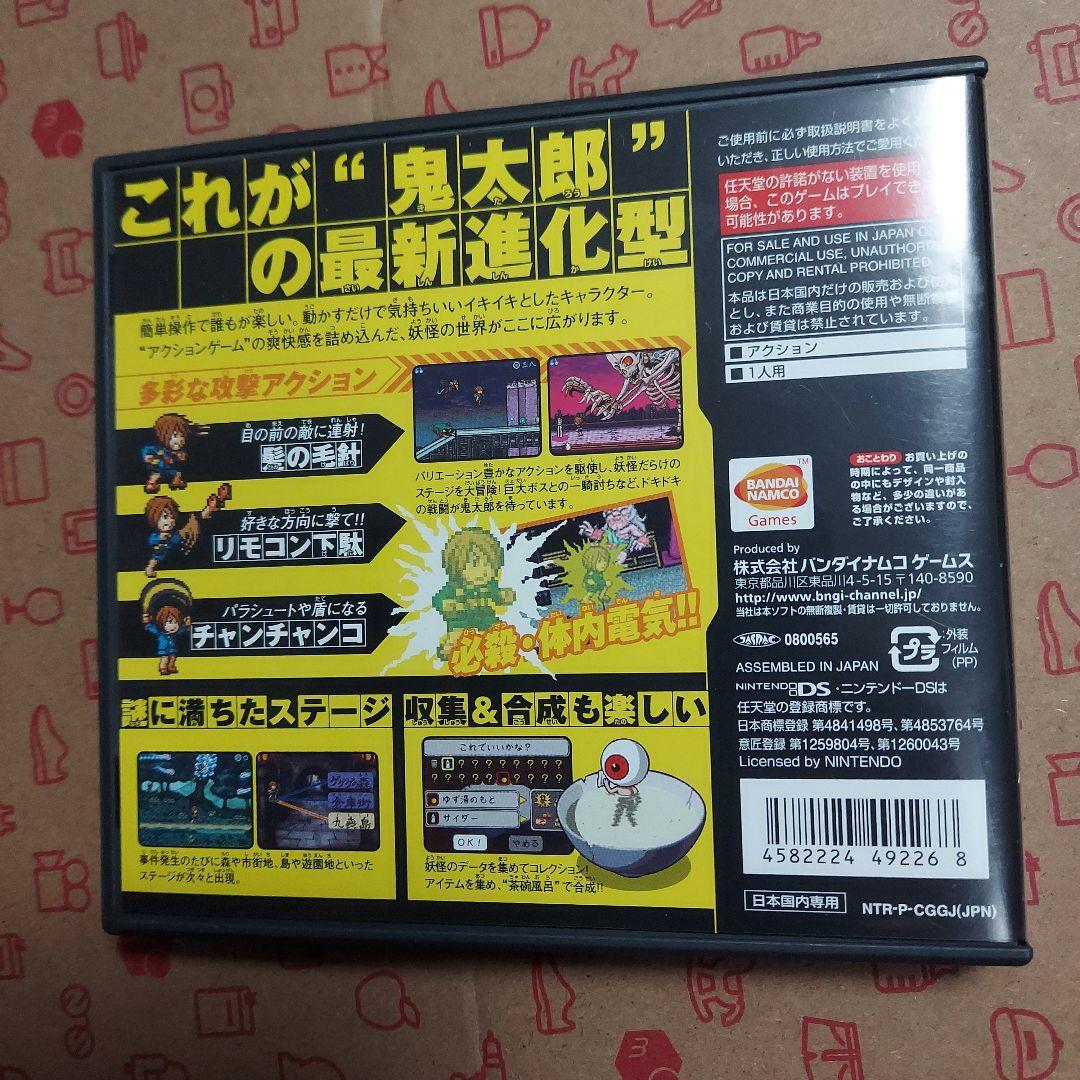 これが“鬼太郎”
の最新進化型
簡単操作で誰もが楽しい。動かすだけで気持ちいいイキイキとしたキャラクター。
“アクションゲーム”の爽快感を詰め込んだ、妖怪の世界がここに広がります。
多彩な攻撃アクション
目の前の敵に連射!
髪の毛針
好きな方向に撃て!!
リモコン下駄
パラシュートや盾になる
チャンチャンコ
バリエーション豊かなアクションを駆使し、妖怪だらけの
ステージを大冒険!巨大ボスとの一騎討ちなど、ドキドキ
の戦闘が鬼太郎を待っています。
必殺・体内電気!!
謎に満ちたステージ
ゲゲゲの森
倉庫街
九䖝島
事件発生のたびに森や市街地、島や遊園地といった
ステージが次々と出現。
収集&合成も楽しい
これでいいかな?
ゆず湯のもと
サイダー
OK!
やめる
妖怪のデータを集めてコレクション!
アイテムを集め、“茶碗風呂”で合成!!
ご使用前に必ず取扱説明書をよく
いただき、正しい使用方法でご愛用く
任天堂の許諾がない装置を使用
場合、このゲームはプレイでき
可能性があります。
FOR SALE AND USE IN JAPAN ON
COMMERCIAL USE, UNAUTHORIZ
COPY AND RENTAL PROHIBITED.
本品は日本国内だけの販売および使用
とし、また商業目的の使用や無断複
および賃貸は禁止されています。
■アクション
■1人用
BANDAI
NAMCO
Games
TM
おことわり お買い上げの
時期によって、同一商品
の中にもデザインや封入
物など、多少の違いがあ
る場合がございますので、
ご了承ください。
Produced by
株式会社 バンダイナムコ ゲームス
東京都品川区東品川4-5-15 〒140-8590
http://www.bngi-channel.jp/
当社は本ソフトの無断複製・賃貸は一切許可しておりません。
JASRAC 0800565
プラ
外装
フィルム
(PP)
ASSEMBLED IN JAPAN
NINTENDO DS・ニンテンドーDSは
任天堂の登録商標です。
日本商標登録 第4841498号、第4853764号
意匠登録 第1259804号、第1260043号
Licensed by NINTENDO
4582224 49226 8
日本国内専用
NTR-P-CGGJ(JPN)